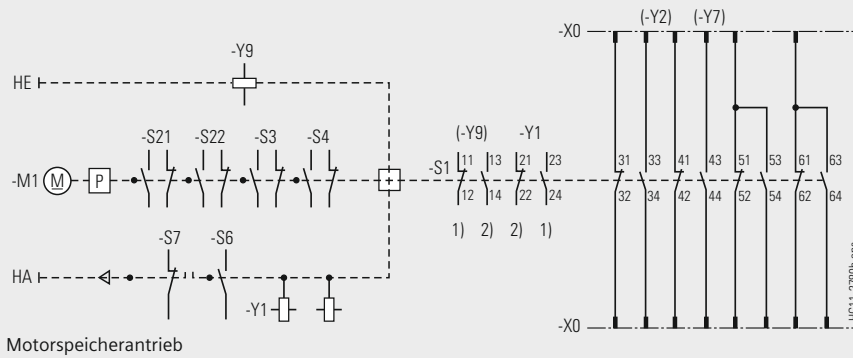 (-Y2) (-Y7)
-X0
-Y9
HE
-S21 -S22 -S3 -S4
(-Y9) -Y1
-M1 M P
-S1 11 13 21 23 31 33 41 43 51 53 61 63
12 14 22 24 32 34 42 44 52 54 62 64
1) 2) 2) 1)
-S7 -S6
HA
-Y1
-X0
Motorspeicherantrieb